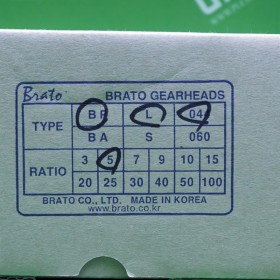 Brato BRATO GEARHEADS
TYPE BR L 044
BA S 060
RATIO 3 5 7 9 10 15
20 25 30 40 50 100
BRATO CO., LTD. MADE IN KOREA
www.brato.co.kr